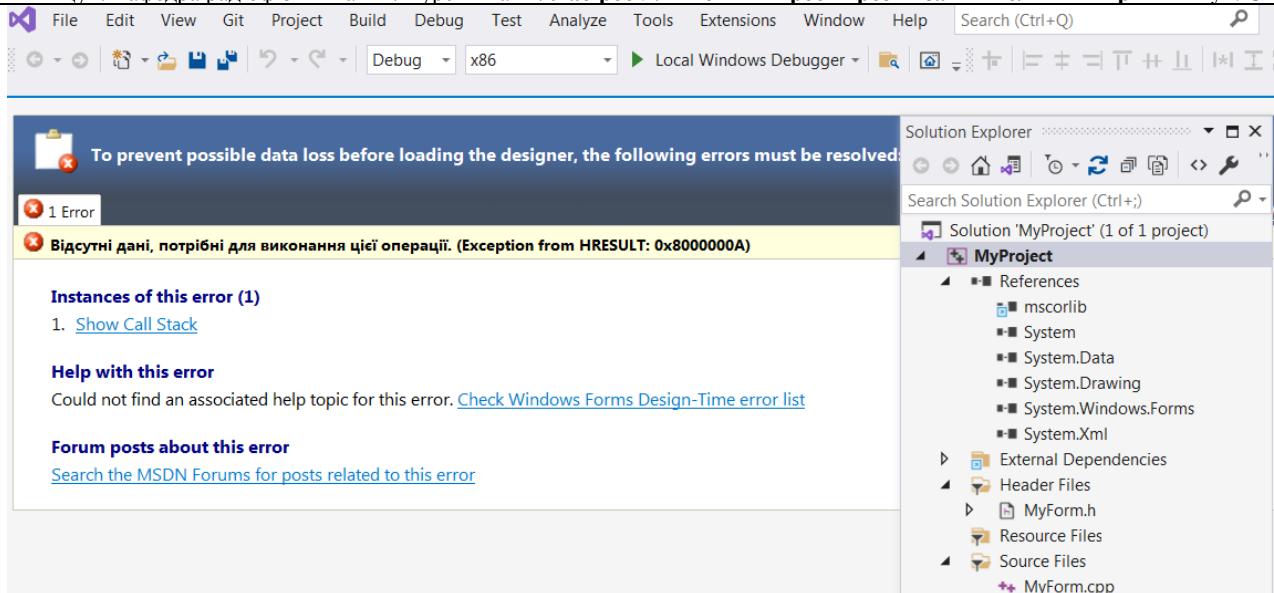 File Edit View Git Project Build Debug Test Analyze Tools Extensions Window Help Search (Ctrl+Q)
Debug x86 Local Windows Debugger
To prevent possible data loss before loading the designer, the following errors must be resolved:
1 Error
Відсутні дані, потрібні для виконання цієї операції. (Exception from HRESULT: 0x8000000A)
Instances of this error (1)
1. Show Call Stack
Help with this error
Could not find an associated help topic for this error. Check Windows Forms Design-Time error list
Forum posts about this error
Search the MSDN Forums for posts related to this error
Solution Explorer
Search Solution Explorer (Ctrl+;)
Solution 'MyProject' (1 of 1 project)
MyProject
References
mscorlib
System
System.Data
System.Drawing
System.Windows.Forms
System.Xml
External Dependencies
Header Files
MyForm.h
Resource Files
Source Files
MyForm.cpp